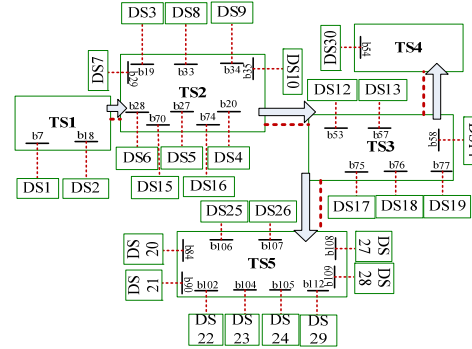 DS3 DS8 DS9
DS30
b64
TS4
DS7
b29
b19 b33 b34
b35
DS10
TS2
DS12 DS13
TS1
b28 b27 b20
b70 b74
b53 b57
b58
b7 b18
TS3
DS6 DS5 DS4
b75 b76 b77
DS1 DS2
DS15 DS16
DS17 DS18 DS19
DS25 DS26
DS
20
b84
b106 b107
b108
DS
27
TS5
DS
21
b90
b109
DS
28
b102 b104 b105 b112
DS DS DS DS
22 23 24 29